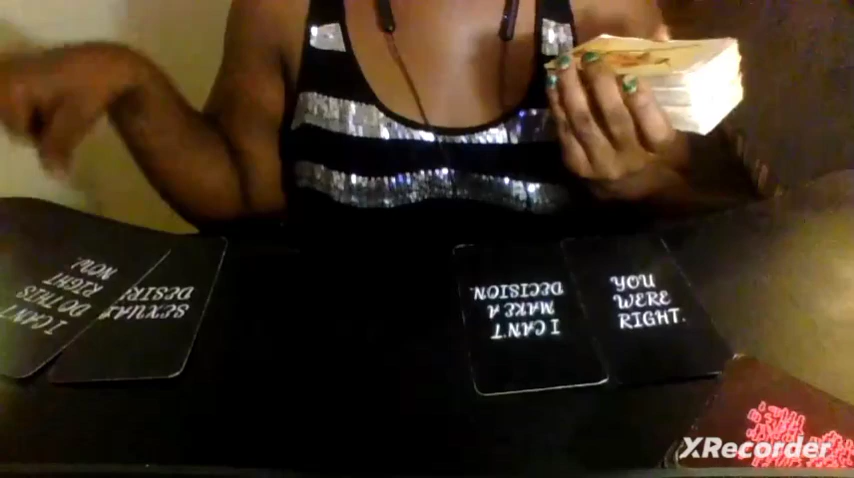 I CAN'T
DO THIS
RIGHT
NOW.
SEXUAL
DESIRE
I CAN'T
MAKE A
DECISION.
YOU
WERE
RIGHT.
XRecorder